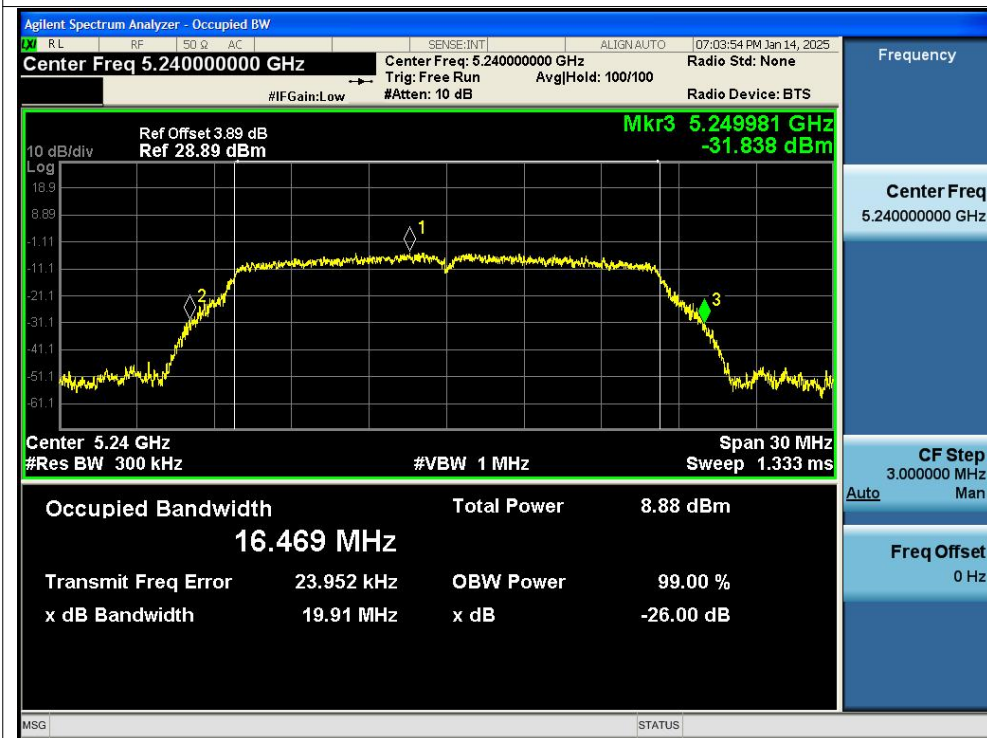 Agilent Spectrum Analyzer - Occupied BW
LXI RL RF 50 Ω AC SENSE:INT ALIGN AUTO 07:03:54 PM Jan 14, 2025
Center Freq 5.240000000 GHz
Center Freq: 5.240000000 GHz Radio Std: None
Trig: Free Run Avg|Hold: 100/100
#IFGain:Low #Atten: 10 dB Radio Device: BTS
Mkr3 5.249981 GHz
-31.838 dBm
Ref Offset 3.89 dB
10 dB/div Ref 28.89 dBm
Log
18.9
8.89
-1.11
-11.1
-21.1
-31.1
-41.1
-51.1
-61.1
1
2
3
Center 5.24 GHz Span 30 MHz
#Res BW 300 kHz #VBW 1 MHz Sweep 1.333 ms
Occupied Bandwidth Total Power 8.88 dBm
16.469 MHz
Transmit Freq Error 23.952 kHz OBW Power 99.00 %
x dB Bandwidth 19.91 MHz x dB -26.00 dB
MSG STATUS
Frequency
Center Freq
5.240000000 GHz
CF Step
3.000000 MHz
Auto Man
Freq Offset
0 Hz